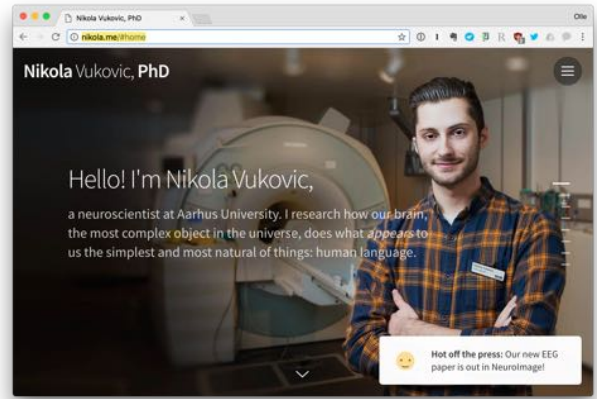 Nikola Vukovic, PhD
Olle
nikola.me/#home
Nikola Vukovic, PhD
Hello! I'm Nikola Vukovic,
a neuroscientist at Aarhus University. I research how our brain,
the most complex object in the universe, does what appears to
us the simplest and most natural of things: human language.
Hot off the press: Our new EEG
paper is out in NeuroImage!